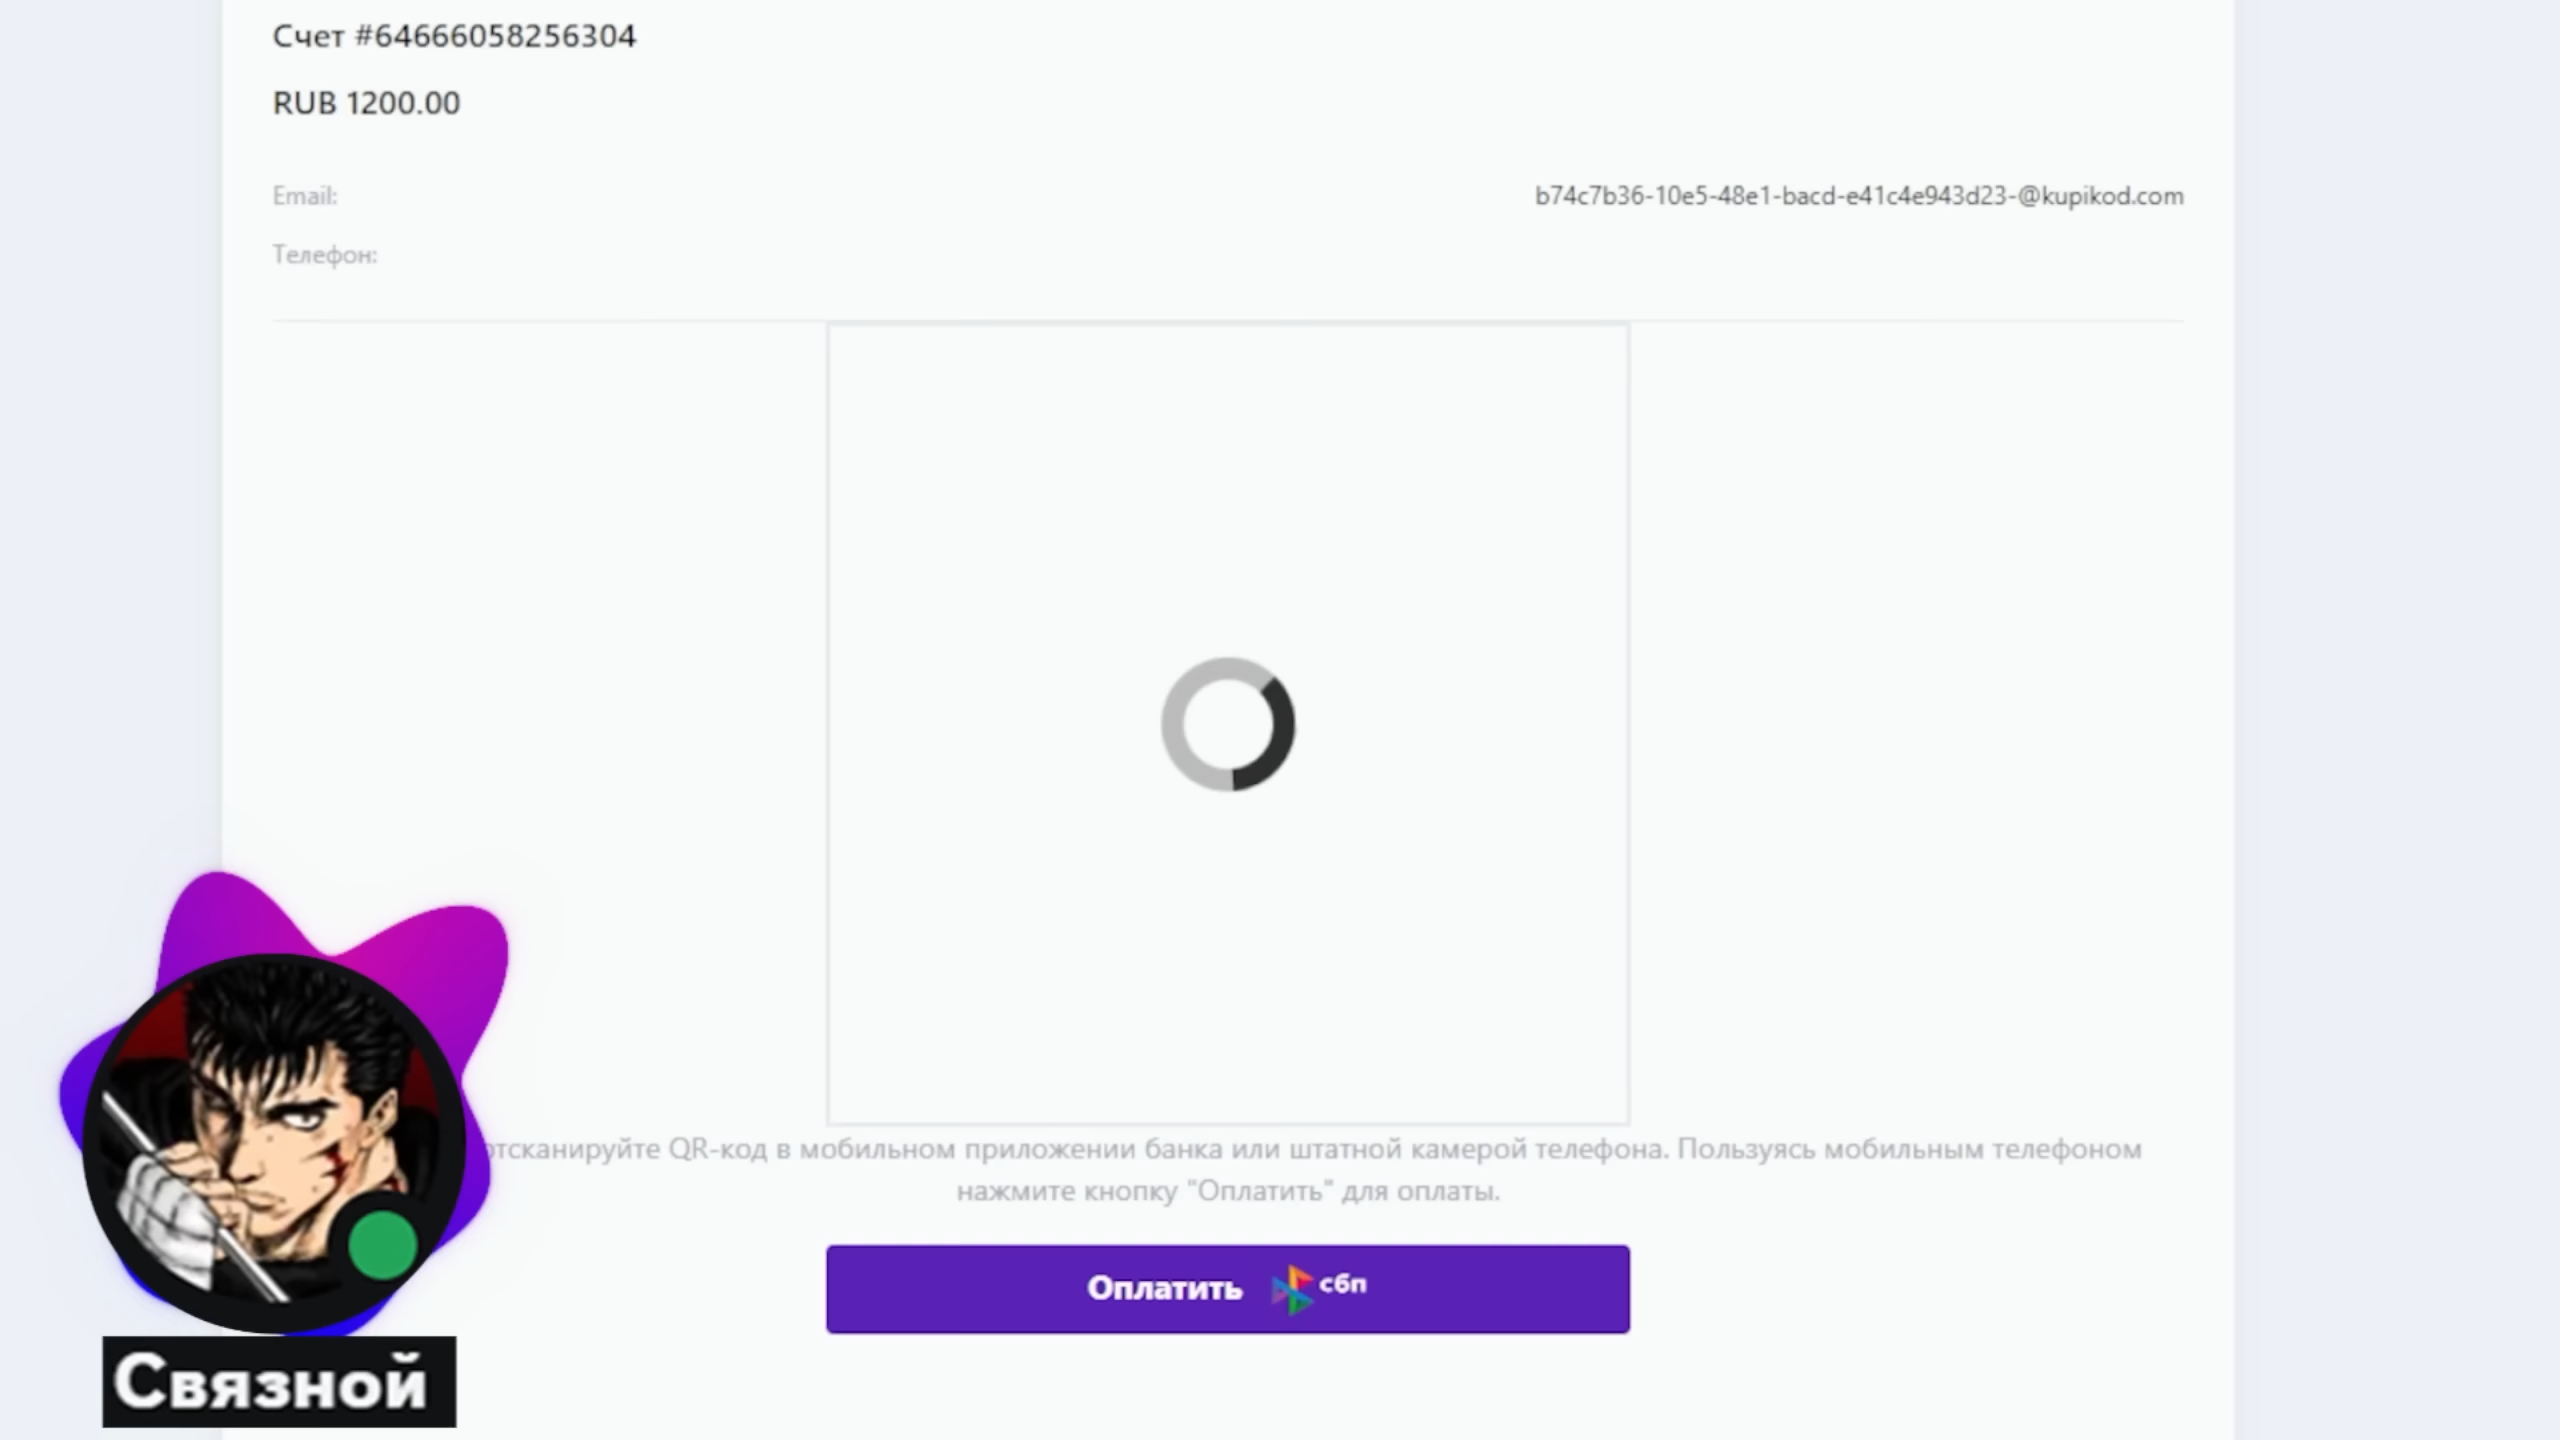 Счет #64666058256304
RUB 1200.00
Email:
b74c7b36-10e5-48e1-bacd-e41c4e943d23-@kupikod.com
Телефон:
отсканируйте QR-код в мобильном приложении банка или штатной камерой телефона. Пользуясь мобильным телефоном
нажмите кнопку "Оплатить" для оплаты.
Оплатить сбп
Связной